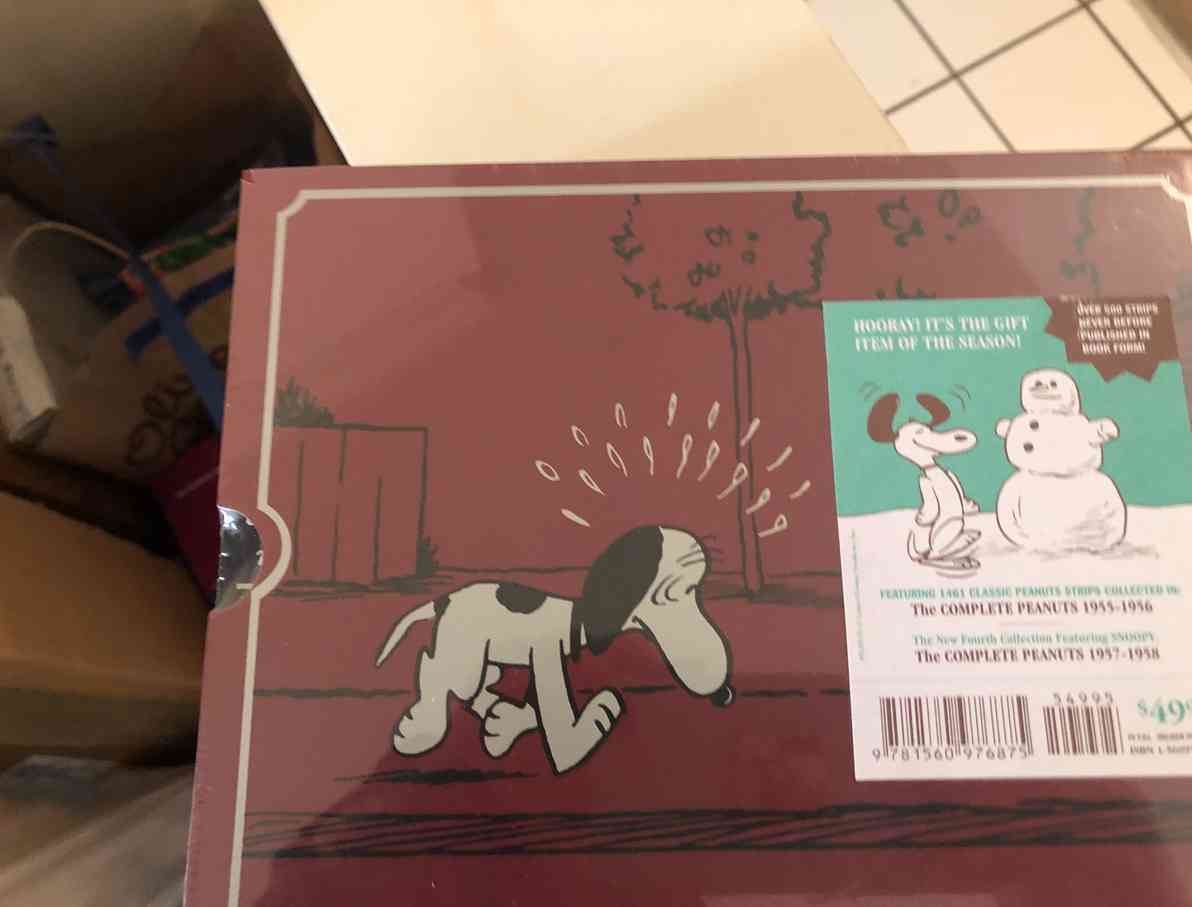 HOORAY! IT'S THE GIFT
ITEM OF THE SEASON!
OVER 500 STRIPS
NEVER BEFORE
PUBLISHED IN
BOOK FORM!
FEATURING 1461 CLASSIC PEANUTS STRIPS COLLECTED IN:
The COMPLETE PEANUTS 1955-1956
The New Fourth Collection Featuring SNOOPY,
The COMPLETE PEANUTS 1957-1958
54995
$49
9 781560 976875